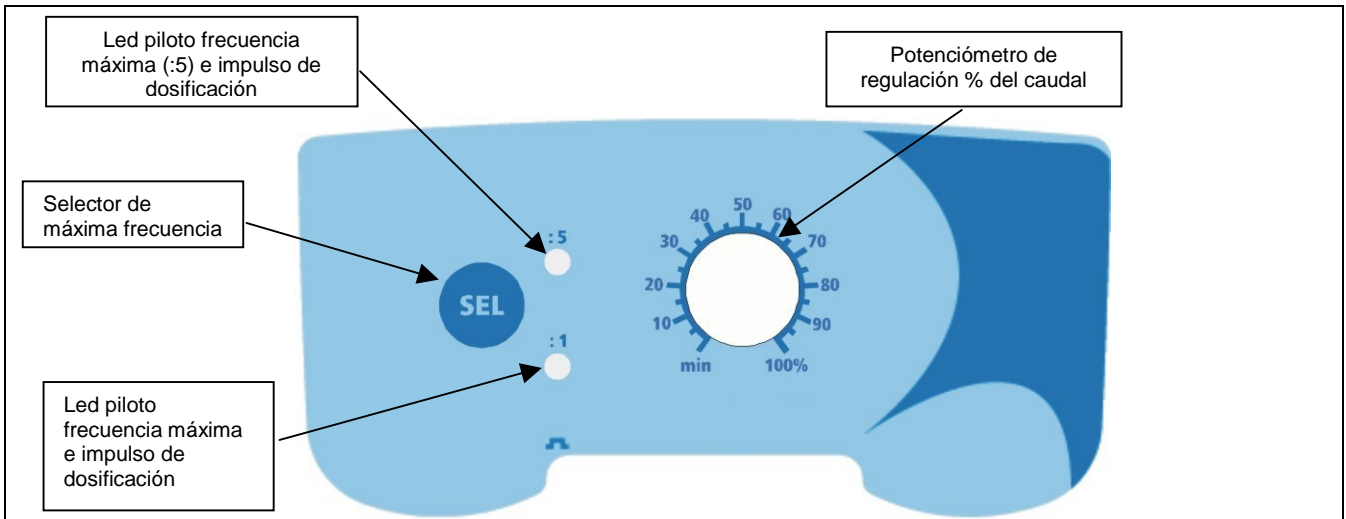 Led piloto frecuencia
máxima (:5) e impulso de
dosificación
Potenciómetro de
regulación % del caudal
Selector de
máxima frecuencia
: 5
SEL
: 1
50
40
60
30
70
20
80
10
90
min
100%
Led piloto
frecuencia máxima
e impulso de
dosificación